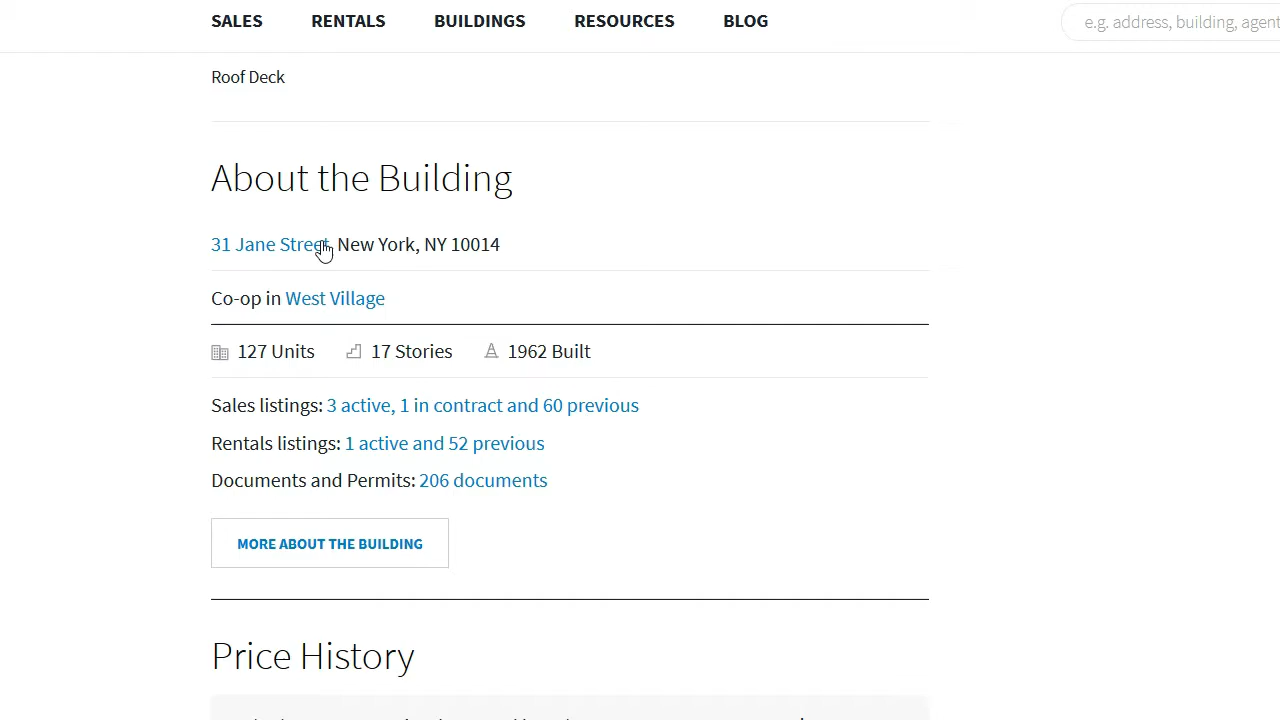 SALES RENTALS BUILDINGS RESOURCES BLOG e.g. address, building, agent
Roof Deck
About the Building
31 Jane Street, New York, NY 10014
Co-op in West Village
127 Units 17 Stories 1962 Built
Sales listings: 3 active, 1 in contract and 60 previous
Rentals listings: 1 active and 52 previous
Documents and Permits: 206 documents
MORE ABOUT THE BUILDING
Price History